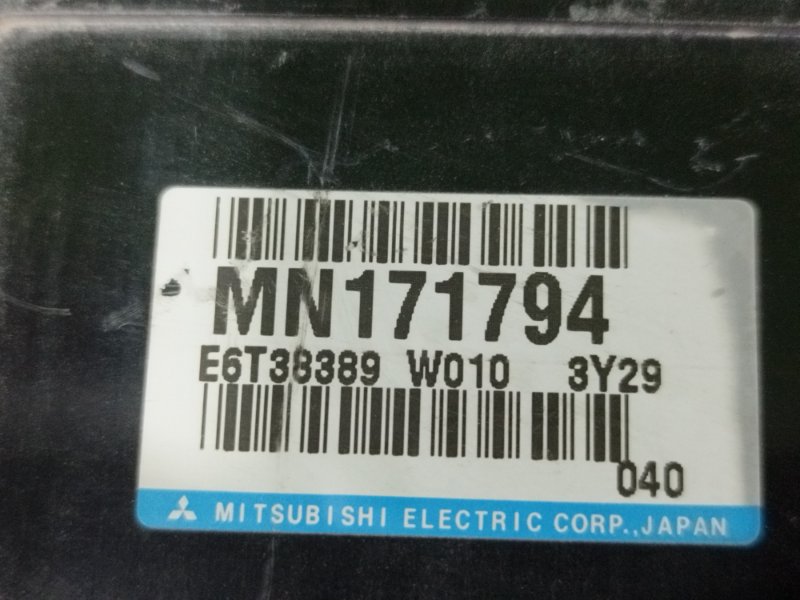 MN171794
E6T38389 W010 3Y29
040
MITSUBISHI ELECTRIC CORP.,JAPAN